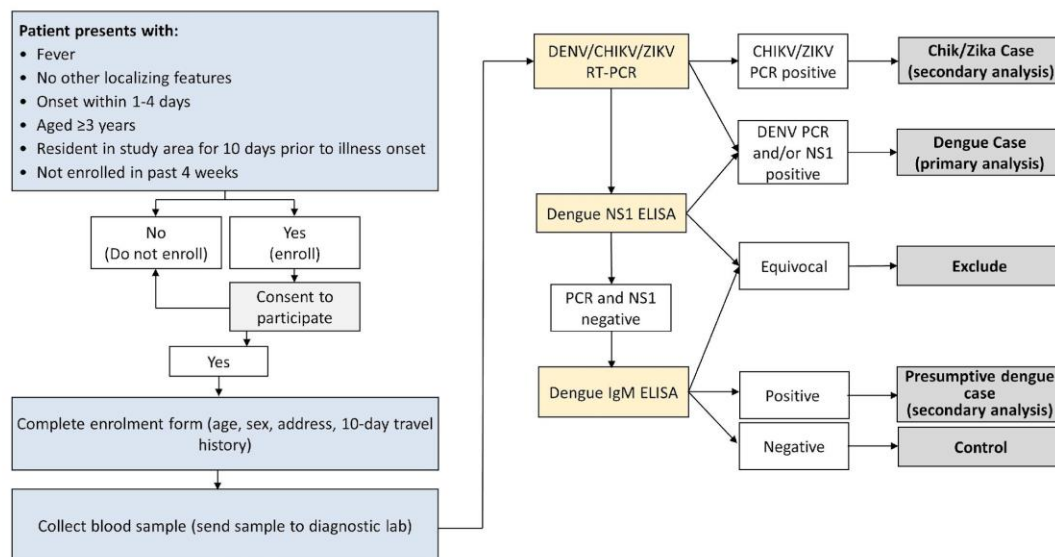 Patient presents with:
• Fever
• No other localizing features
• Onset within 1-4 days
• Aged ≥3 years
• Resident in study area for 10 days prior to illness onset
• Not enrolled in past 4 weeks
No
(Do not enroll)
Yes
(enroll)
Consent to
participate
Yes
Complete enrolment form (age, sex, address, 10-day travel
history)
Collect blood sample (send sample to diagnostic lab)
DENV/CHIKV/ZIKV
RT-PCR
CHIKV/ZIKV
PCR positive
Chik/Zika Case
(secondary analysis)
DENV PCR
and/or NS1
positive
Dengue Case
(primary analysis)
Dengue NS1 ELISA
Equivocal
Exclude
PCR and NS1
negative
Dengue IgM ELISA
Positive
Presumptive dengue
case
(secondary analysis)
Negative
Control